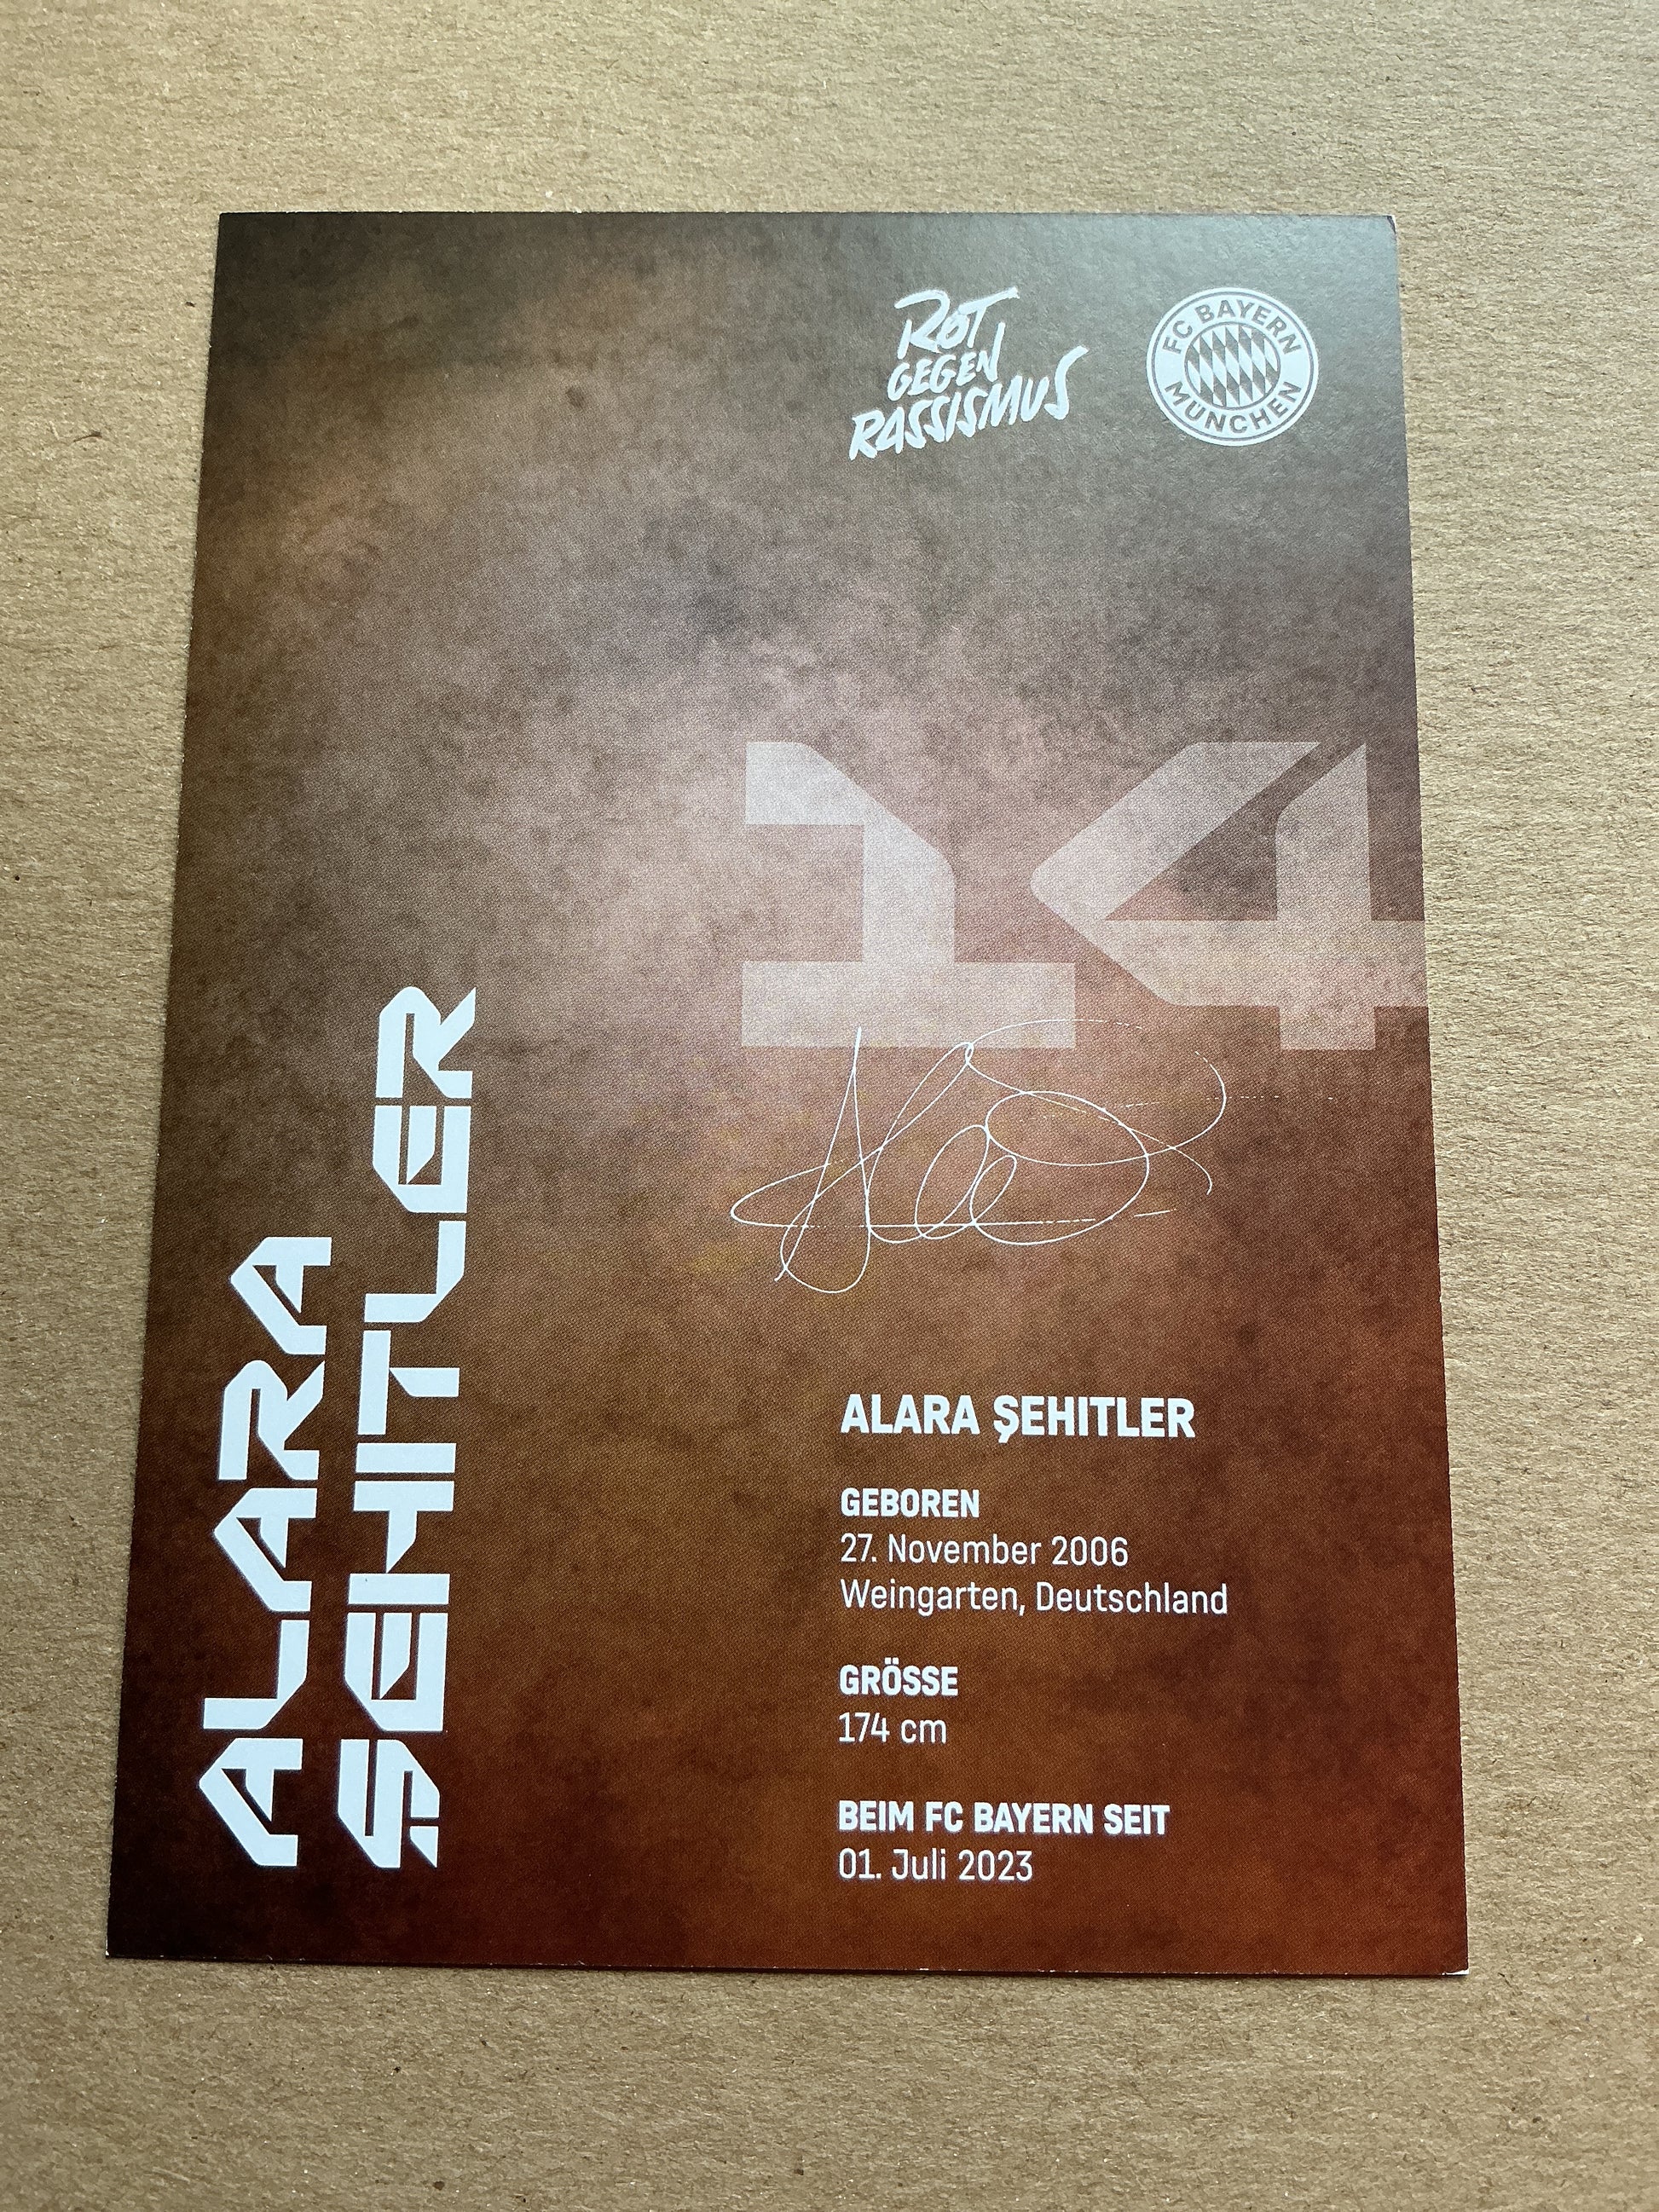 ROT
GEGEN
RASSISMUS
FC BAYERN
MÜNCHEN
14
ALARA
ŞEHITLER
ALARA ŞEHITLER
GEBOREN
27. November 2006
Weingarten, Deutschland
GRÖSSE
174 cm
BEIM FC BAYERN SEIT
01. Juli 2023